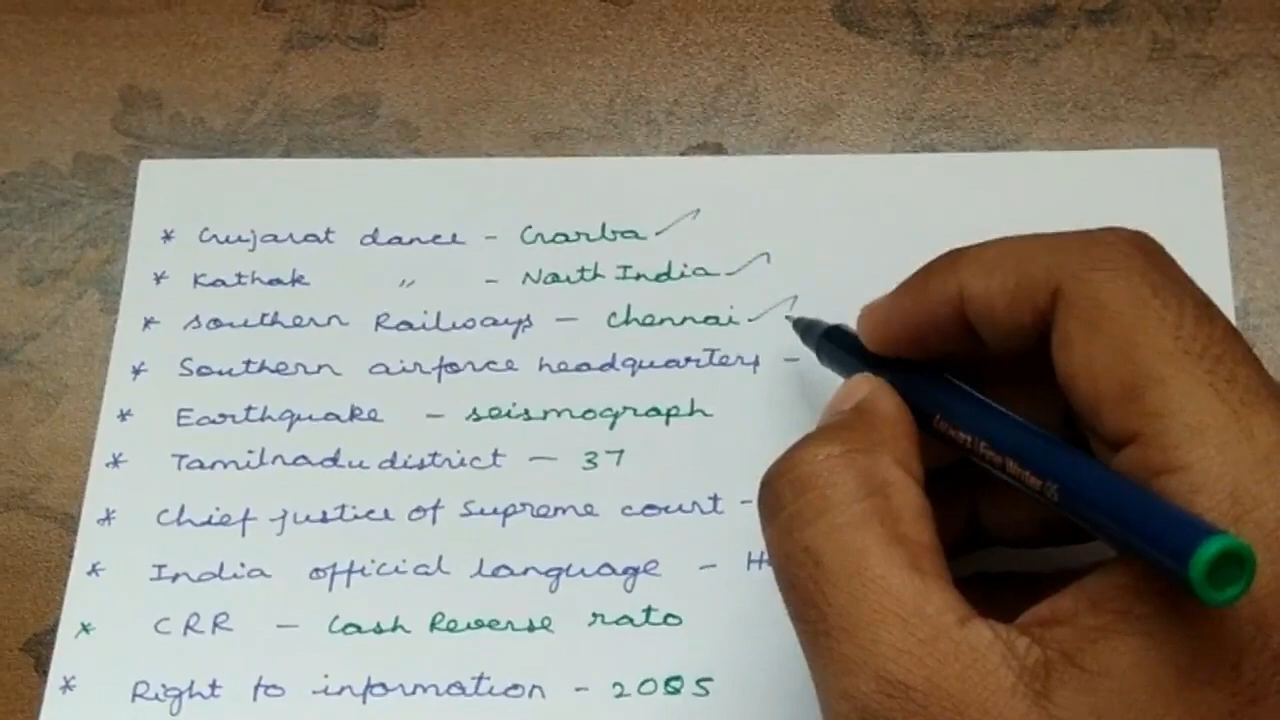 * Gujarat dance - Garba
* Kathak " - North India
* Southern Railways - Chennai
* Southern airforce headquarters -
* Earthquake - seismograph
* Tamilnadu district - 37
* Chief justice of Supreme court -
* India official language - H
* CRR - Cash Reverse rato
* Right to information - 2005